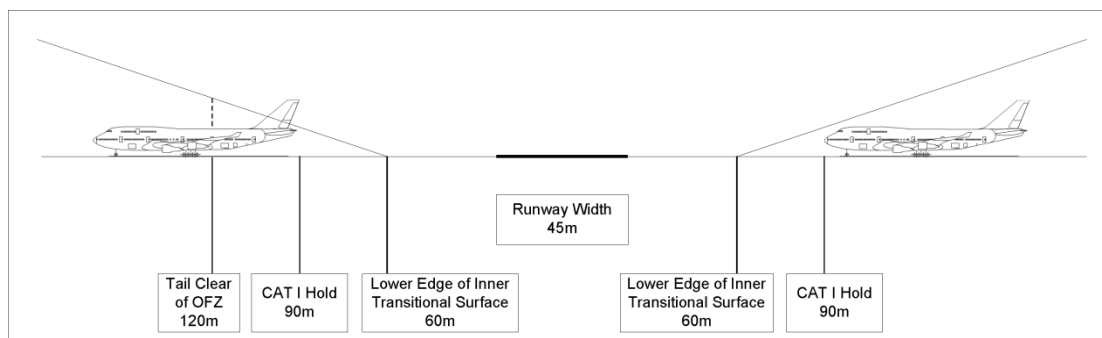 Runway Width
45m
Tail Clear
of OFZ
120m
CAT I Hold
90m
Lower Edge of Inner
Transitional Surface
60m
Lower Edge of Inner
Transitional Surface
60m
CAT I Hold
90m